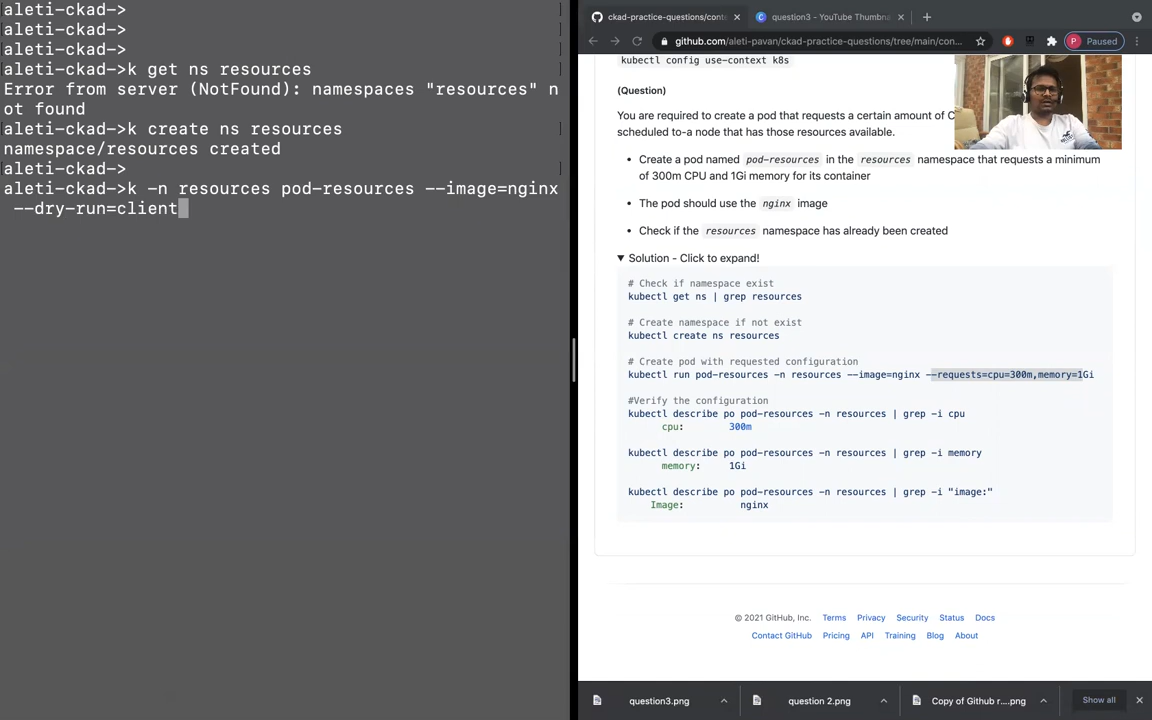 aleti-ckad->
aleti-ckad->
aleti-ckad->
aleti-ckad->k get ns resources
Error from server (NotFound): namespaces "resources" n
ot found
aleti-ckad->k create ns resources
namespace/resources created
aleti-ckad->
aleti-ckad->k -n resources pod-resources --image=nginx
--dry-run=client
ckad-practice-questions/cont
question3 - YouTube Thumbna
github.com/aleti-pavan/ckad-practice-questions/tree/main/con...
P Paused
kubectl config use-context k8s
(Question)
You are required to create a pod that requests a certain amount of C
scheduled to-a node that has those resources available.
• Create a pod named pod-resources in the resources namespace that requests a minimum
of 300m CPU and 1Gi memory for its container
• The pod should use the nginx image
• Check if the resources namespace has already been created
▼ Solution - Click to expand!
# Check if namespace exist
kubectl get ns | grep resources
# Create namespace if not exist
kubectl create ns resources
# Create pod with requested configuration
kubectl run pod-resources -n resources --image=nginx --requests=cpu=300m,memory=1Gi
#Verify the configuration
kubectl describe po pod-resources -n resources | grep -i cpu
cpu: 300m
kubectl describe po pod-resources -n resources | grep -i memory
memory: 1Gi
kubectl describe po pod-resources -n resources | grep -i "image:"
Image: nginx
© 2021 GitHub, Inc. Terms Privacy Security Status Docs
Contact GitHub Pricing API Training Blog About
question3.png
question 2.png
Copy of Github r....png
Show all